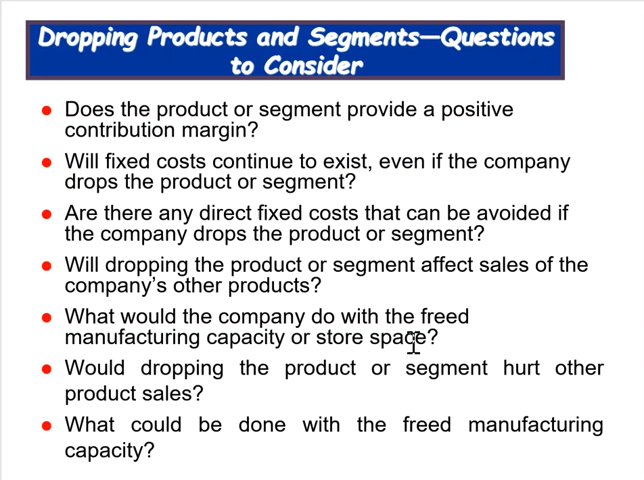 Dropping Products and Segments—Questions
to Consider
• Does the product or segment provide a positive
contribution margin?
• Will fixed costs continue to exist, even if the company
drops the product or segment?
• Are there any direct fixed costs that can be avoided if
the company drops the product or segment?
• Will dropping the product or segment affect sales of the
company’s other products?
• What would the company do with the freed
manufacturing capacity or store space?
• Would dropping the product or segment hurt other
product sales?
• What could be done with the freed manufacturing
capacity?